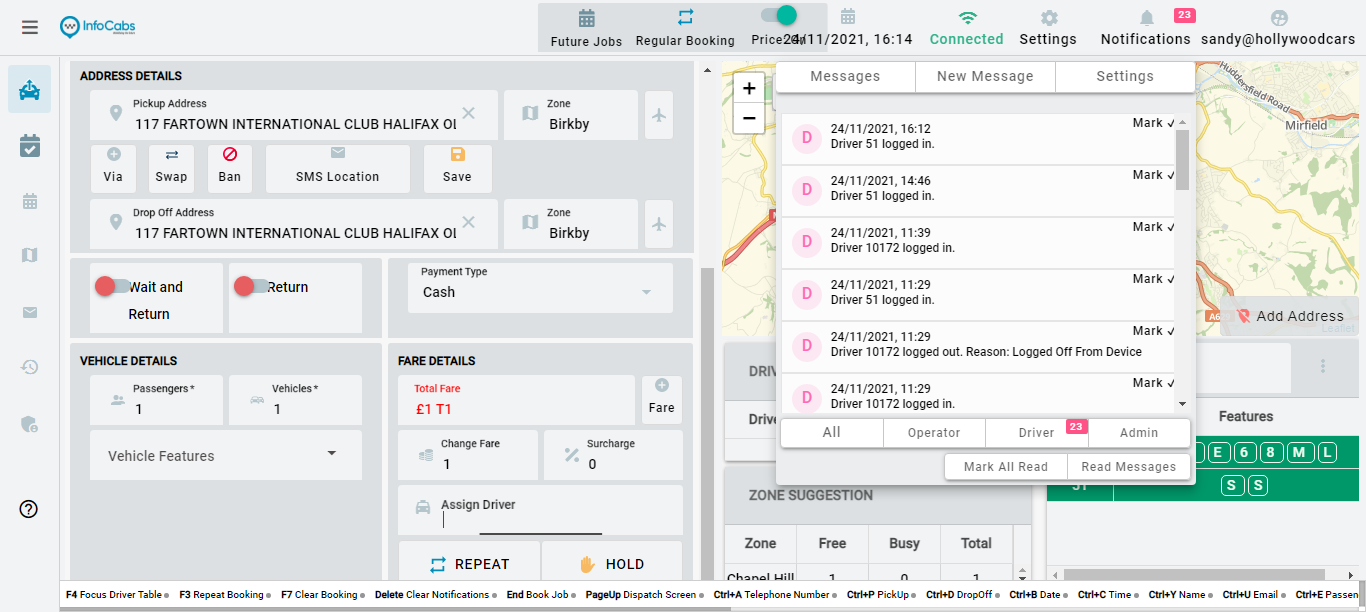 InfoCabs
Future Jobs
Regular Booking
24/11/2021, 16:14
Connected
Settings
23
Notifications
sandy@hollywoodcars
ADDRESS DETAILS
Pickup Address
117 FARTOWN INTERNATIONAL CLUB HALIFAX OL
Zone
Birkby
Via
Swap
Ban
SMS Location
Save
Drop Off Address
117 FARTOWN INTERNATIONAL CLUB HALIFAX OL
Zone
Birkby
Wait and
Return
Return
Payment Type
Cash
VEHICLE DETAILS
Passengers*
1
Vehicles*
1
Vehicle Features
FARE DETAILS
Total Fare
£1 T1
Fare
Change Fare
1
Surcharge
0
Assign Driver
REPEAT
HOLD
+
−
Messages
New Message
Settings
D
24/11/2021, 16:12
Driver 51 logged in.
Mark ✓
D
24/11/2021, 14:46
Driver 51 logged in.
Mark ✓
D
24/11/2021, 11:39
Driver 10172 logged in.
Mark ✓
D
24/11/2021, 11:29
Driver 51 logged in.
Mark ✓
D
24/11/2021, 11:29
Driver 10172 logged out. Reason: Logged Off From Device
Mark ✓
D
24/11/2021, 11:29
Driver 10172 logged in.
Mark ✓
All
Operator
Driver
23
Admin
Mark All Read
Read Messages
Huddersfield Road
Mirfield
Add Address
Leaflet
DRIV
Drive
Features
E 6 8 M L
S S
ZONE SUGGESTION
Zone
Free
Busy
Total
Chapel Hill
1
0
1
F4 Focus Driver Table
F3 Repeat Booking
F7 Clear Booking
Delete Clear Notifications
End Book Job
PageUp Dispatch Screen
Ctrl+A Telephone Number
Ctrl+P PickUp
Ctrl+D DropOff
Ctrl+B Date
Ctrl+C Time
Ctrl+Y Name
Ctrl+U Email
Ctrl+E Passen